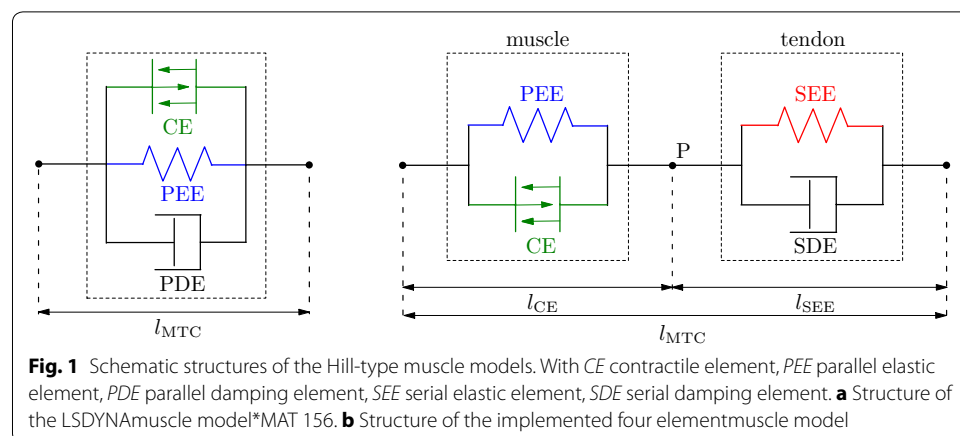 muscle
tendon
CE
PEE
PDE
l_MTC
PEE
CE
P
SEE
SDE
l_CE
l_SEE
l_MTC
Fig. 1 Schematic structures of the Hill-type muscle models. With CE contractile element, PEE parallel elastic
element, PDE parallel damping element, SEE serial elastic element, SDE serial damping element. a Structure of
the LSDYNAmuscle model*MAT 156. b Structure of the implemented four elementmuscle model